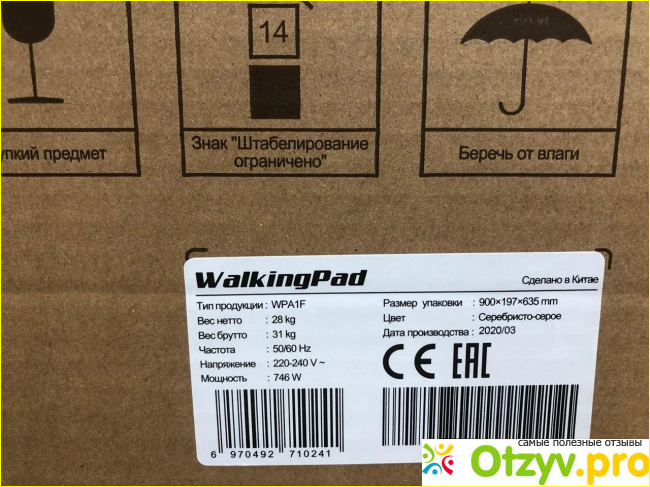 14
предмет
Знак "Штабелирование
ограничено"
Беречь от влаги
WalkingPad
Сделано в Китае
Тип продукции : WPA1F
Вес нетто : 28 kg
Вес брутто : 31 kg
Частота : 50/60 Hz
Напряжение : 220-240 V ~
Мощность : 746 W
Размер упаковки : 900×197×635 mm
Цвет : Серебристо-серое
Дата производства : 2020/03
CE EAC
6 970492 710241
самые полезные отзывы
Otzyv.pro